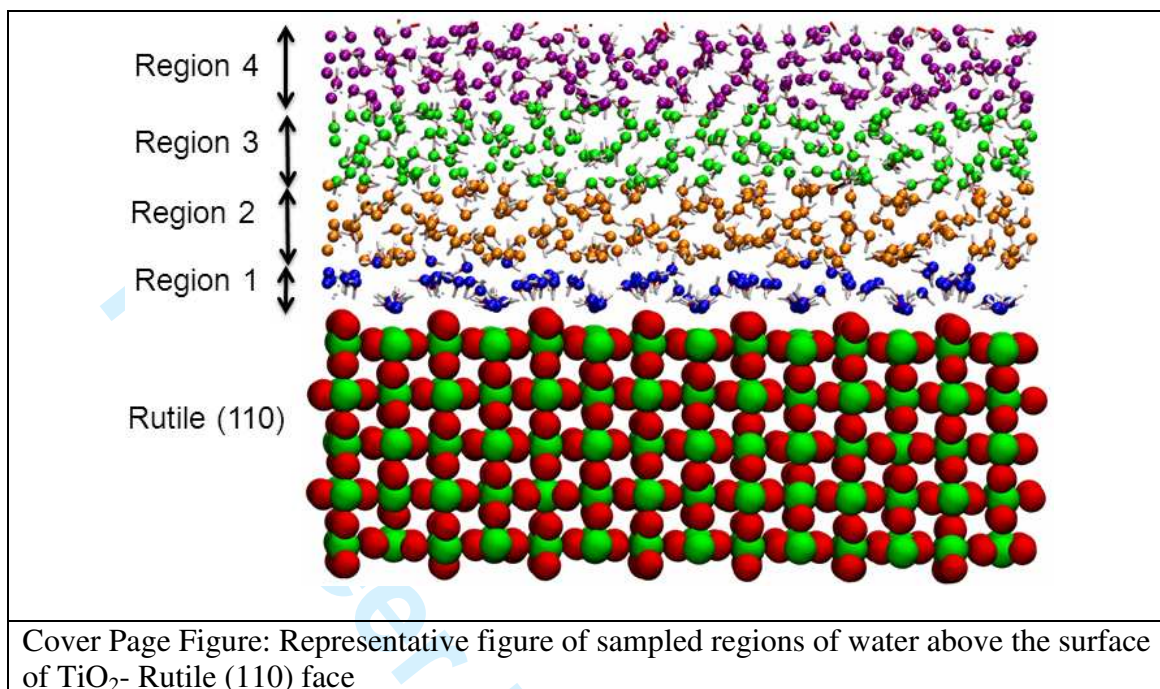 Region 4
Region 3
Region 2
Region 1
Rutile (110)
Cover Page Figure: Representative figure of sampled regions of water above the surface
of TiO₂- Rutile (110) face